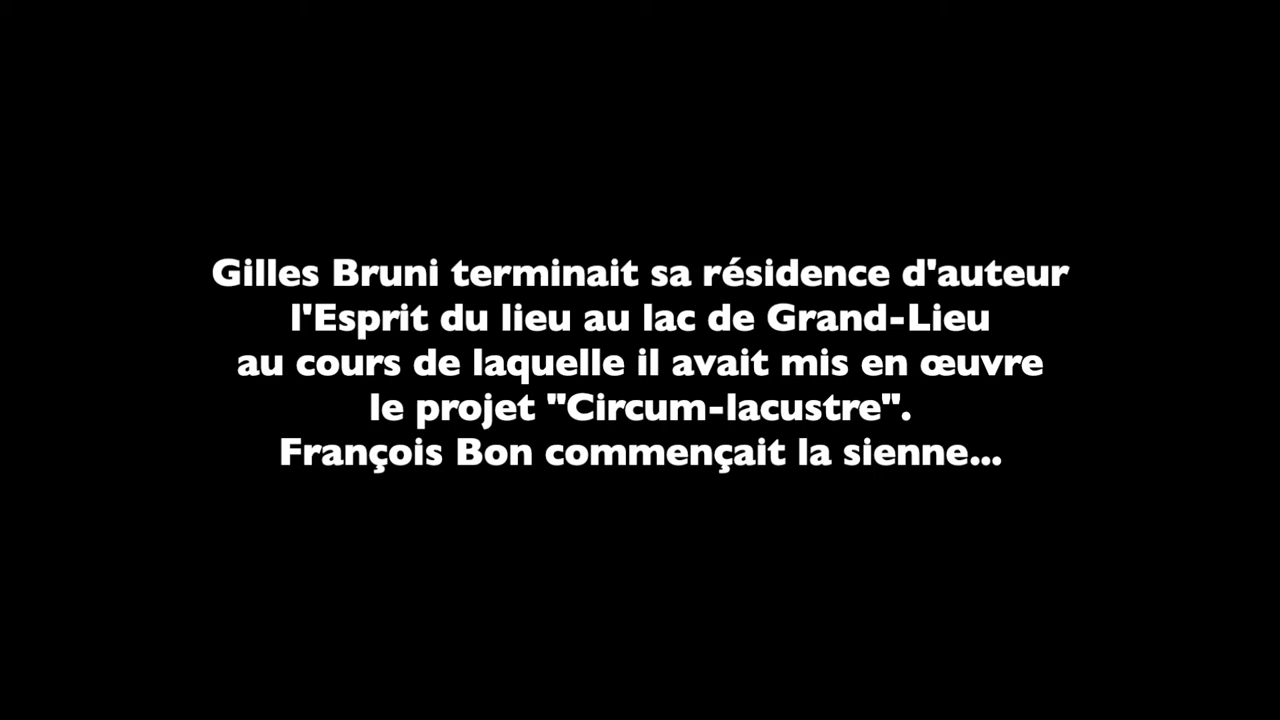 Gilles Bruni terminait sa résidence d'auteur
l'Esprit du lieu au lac de Grand-Lieu
au cours de laquelle il avait mis en œuvre
le projet "Circum-lacustre".
François Bon commençait la sienne...